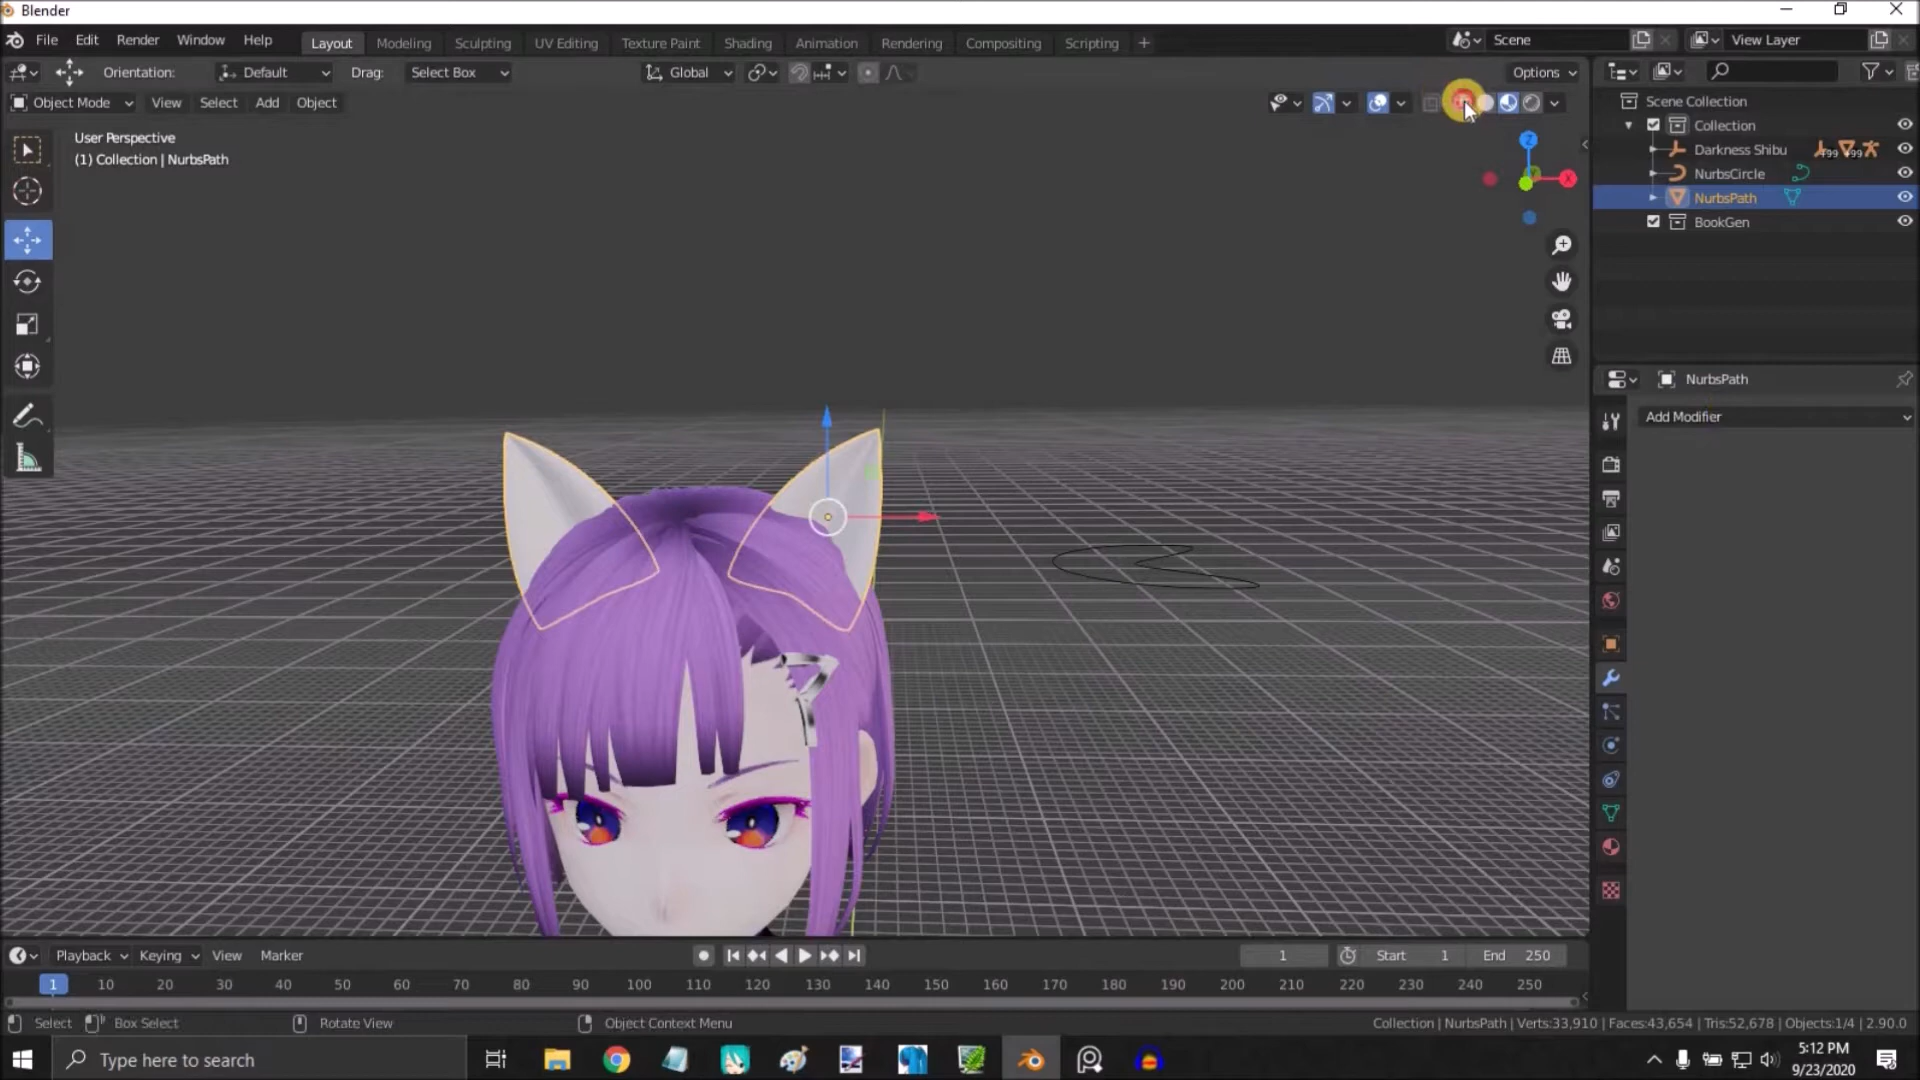 Blender
File Edit Render Window Help Layout Modeling Sculpting UV Editing Texture Paint Shading Animation Rendering Compositing Scripting + Scene View Layer
Orientation: Default Drag: Select Box Global Options
Object Mode View Select Add Object
User Perspective
(1) Collection | NurbsPath
Z
X
Scene Collection
Collection
Darkness Shibu +99 +99
NurbsCircle
NurbsPath
BookGen
NurbsPath
Add Modifier
Playback Keying View Marker 1 Start 1 End 250
1 10 20 30 40 50 60 70 80 90 100 110 120 130 140 150 160 170 180 190 200 210 220 230 240 250
Select Box Select Rotate View Object Context Menu Collection | NurbsPath | Verts:33,910 | Faces:43,654 | Tris:52,678 | Objects:1/4 | 2.90.0
Type here to search
5:12 PM
9/23/2020